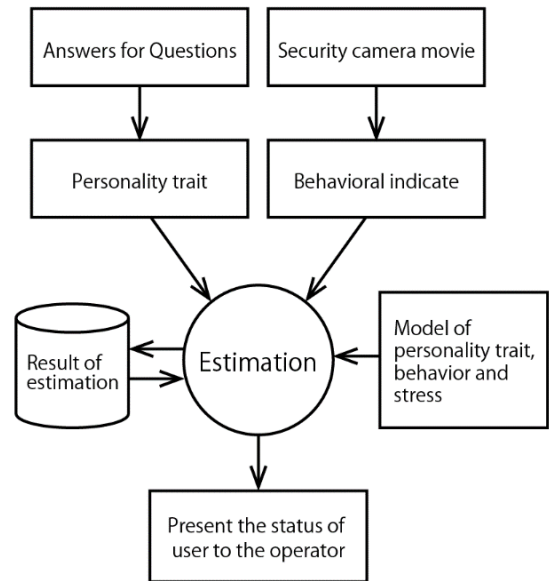 Answers for Questions
Security camera movie
Personality trait
Behavioral indicate
Result of
estimation
Estimation
Model of
personality trait,
behavior and
stress
Present the status of
user to the operator